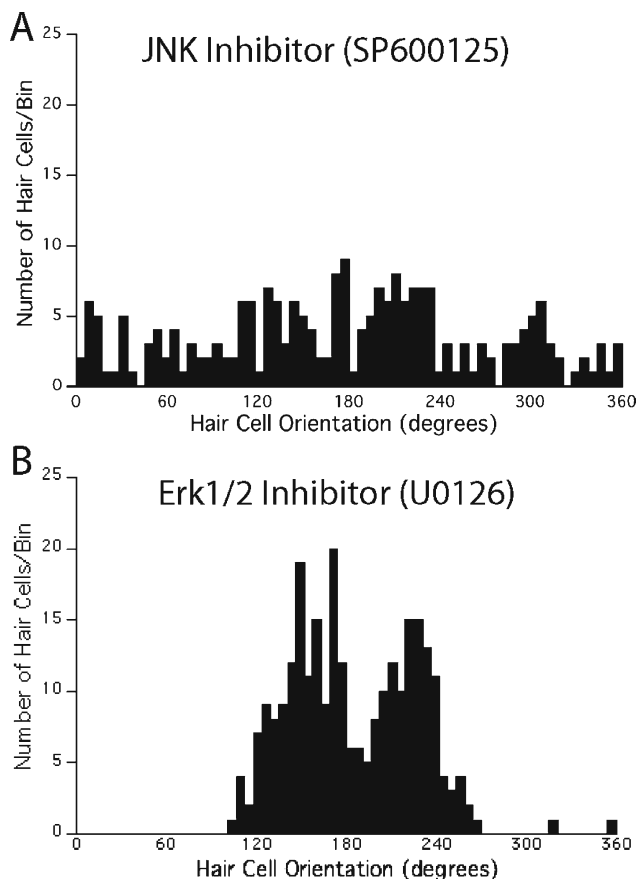 A
JNK Inhibitor (SP600125)
Number of Hair Cells/Bin
25
20
15
10
5
0
0 60 120 180 240 300 360
Hair Cell Orientation (degrees)
B
Erk1/2 Inhibitor (U0126)
Number of Hair Cells/Bin
25
20
15
10
5
0
0 60 120 180 240 300 360
Hair Cell Orientation (degrees)